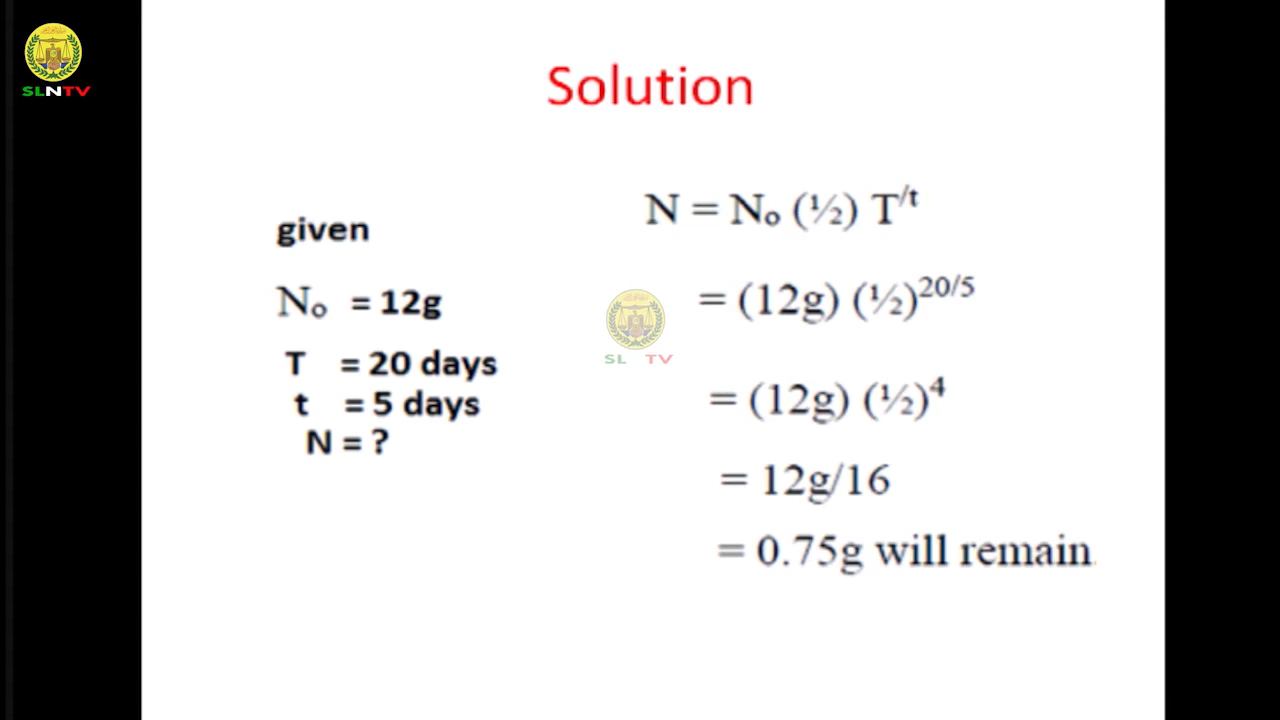 SLNTV
Solution
given
N₀ = 12g
T = 20 days
t = 5 days
N = ?
N = N₀ (½) T^/t
= (12g) (½)^20/5
= (12g) (½)^4
= 12g/16
= 0.75g will remain.
SL TV